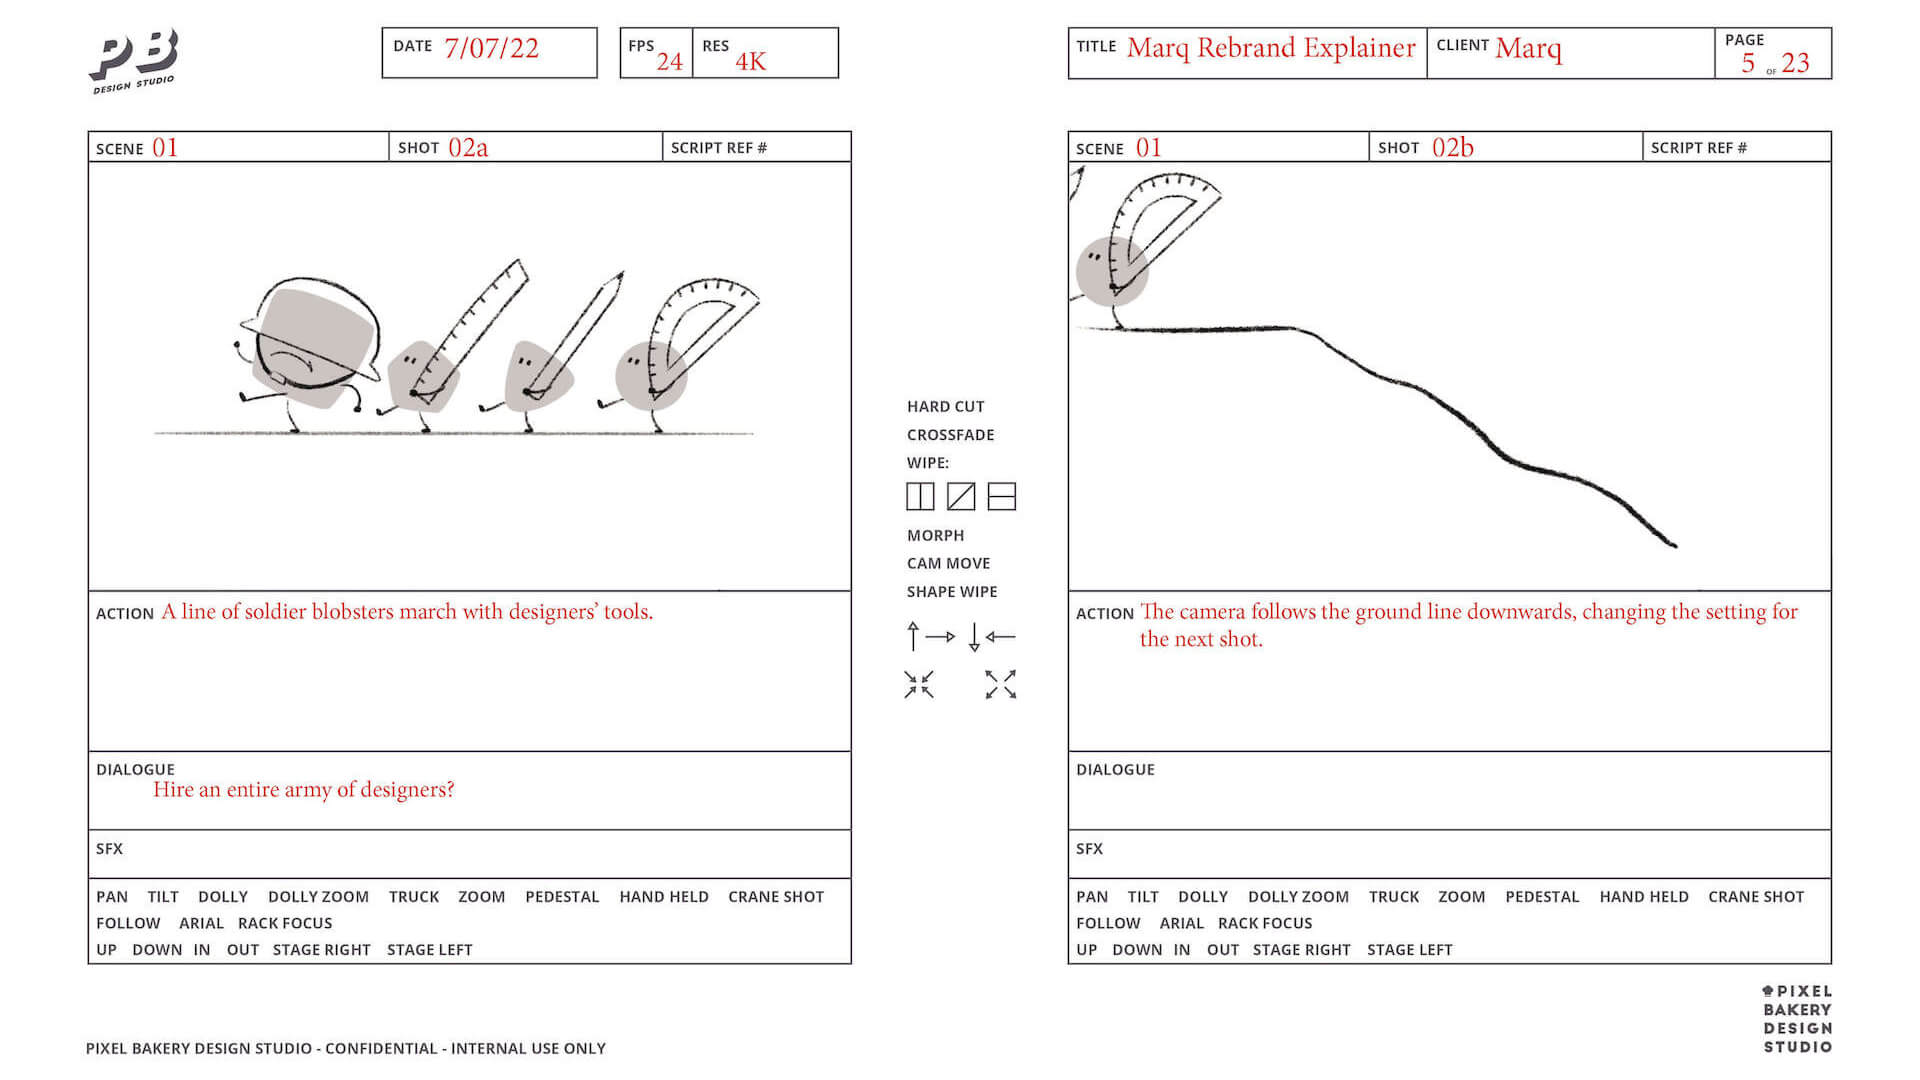 PB
DESIGN STUDIO
DATE 7/07/22
FPS 24
RES 4K
TITLE Marq Rebrand Explainer
CLIENT Marq
PAGE 5 OF 23
SCENE 01
SHOT 02a
SCRIPT REF #
ACTION A line of soldier blobsters march with designers’ tools.
DIALOGUE
Hire an entire army of designers?
SFX
PAN TILT DOLLY DOLLY ZOOM TRUCK ZOOM PEDESTAL HAND HELD CRANE SHOT
FOLLOW ARIAL RACK FOCUS
UP DOWN IN OUT STAGE RIGHT STAGE LEFT
HARD CUT
CROSSFADE
WIPE:
MORPH
CAM MOVE
SHAPE WIPE
SCENE 01
SHOT 02b
SCRIPT REF #
ACTION The camera follows the ground line downwards, changing the setting for
the next shot.
DIALOGUE
SFX
PAN TILT DOLLY DOLLY ZOOM TRUCK ZOOM PEDESTAL HAND HELD CRANE SHOT
FOLLOW ARIAL RACK FOCUS
UP DOWN IN OUT STAGE RIGHT STAGE LEFT
PIXEL BAKERY DESIGN STUDIO - CONFIDENTIAL - INTERNAL USE ONLY
PIXEL
BAKERY
DESIGN
STUDIO